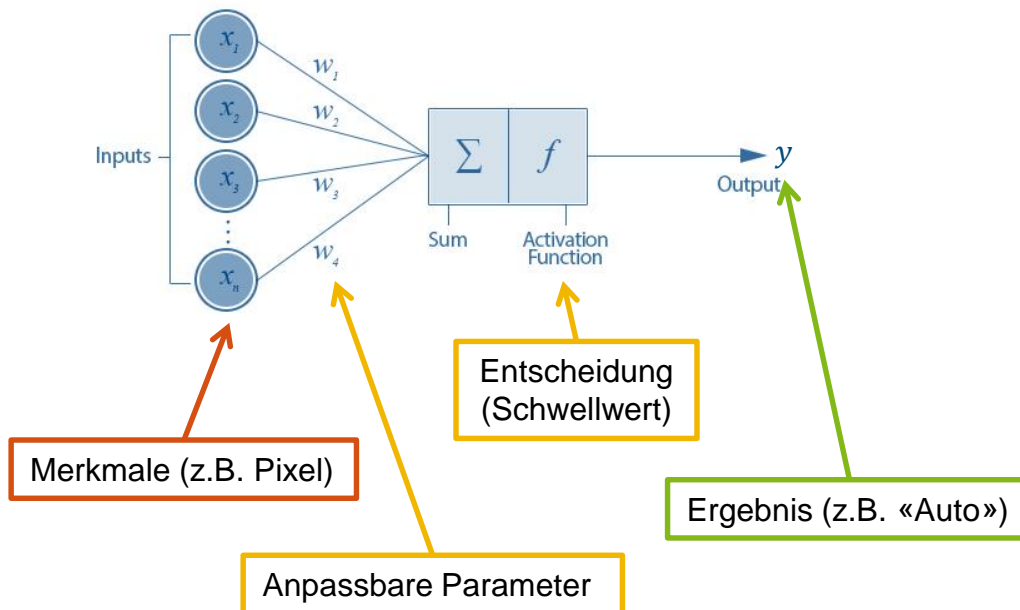 x1
w1
x2
w2
Inputs
Σ
f
y
x3
w3
Output
Sum
Activation
Function
w4
xn
Entscheidung
(Schwellwert)
Merkmale (z.B. Pixel)
Ergebnis (z.B. «Auto»)
Anpassbare Parameter